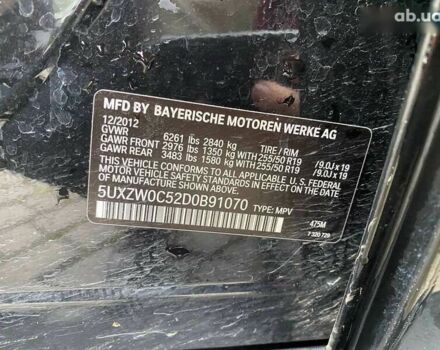 ab.ua
MFD BY BAYERISCHE MOTOREN WERKE AG
12/2012
GVWR 6261 lbs 2840 kg TIRE / RIM
GAWR FRONT 2976 lbs 1350 kg WITH 255/50 R19 /9.0J x 19
GAWR REAR 3483 lbs 1580 kg WITH 255/50 R19 /9.0J x 19
THIS VEHICLE CONFORMS TO ALL APPLICABLE U.S. FEDERAL
MOTOR VEHICLE SAFETY STANDARDS IN EFFECT ON THE
DATE OF MANUFACTURE SHOWN ABOVE.
5UXZW0C52D0B91070 TYPE: MPV
475M
7 320 729